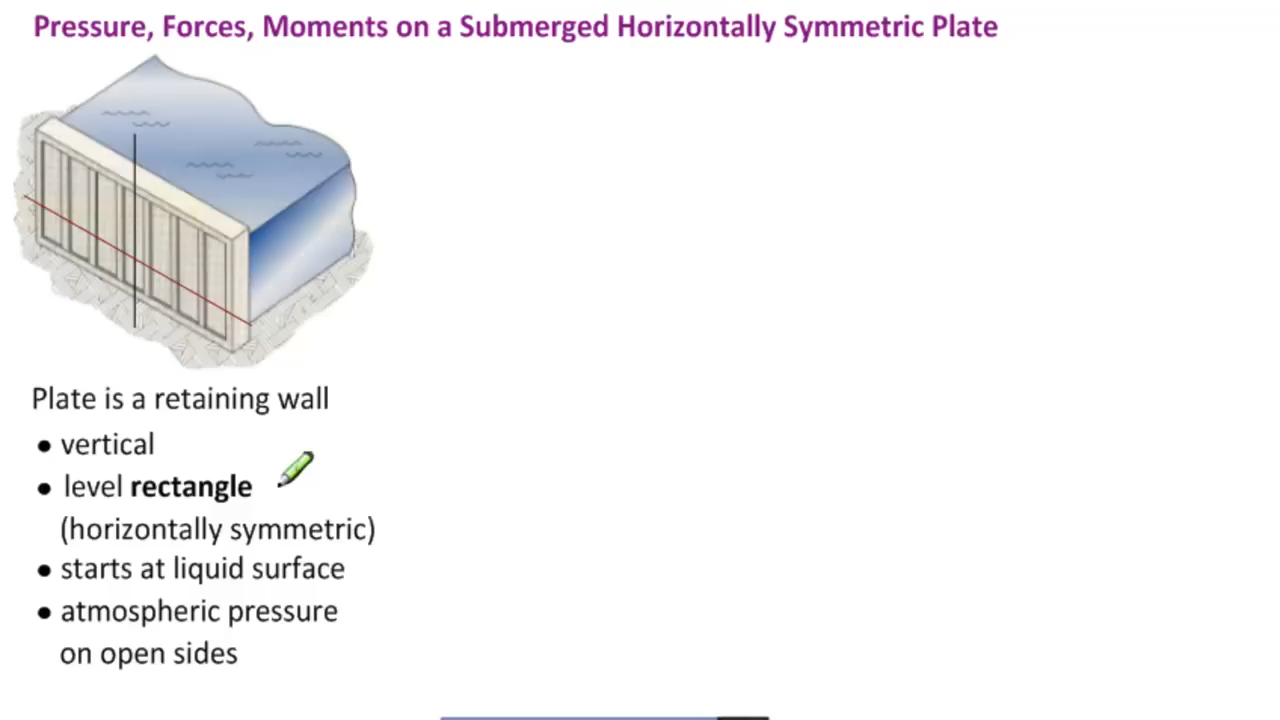 Pressure, Forces, Moments on a Submerged Horizontally Symmetric Plate
Plate is a retaining wall
• vertical
• level rectangle
(horizontally symmetric)
• starts at liquid surface
• atmospheric pressure
on open sides